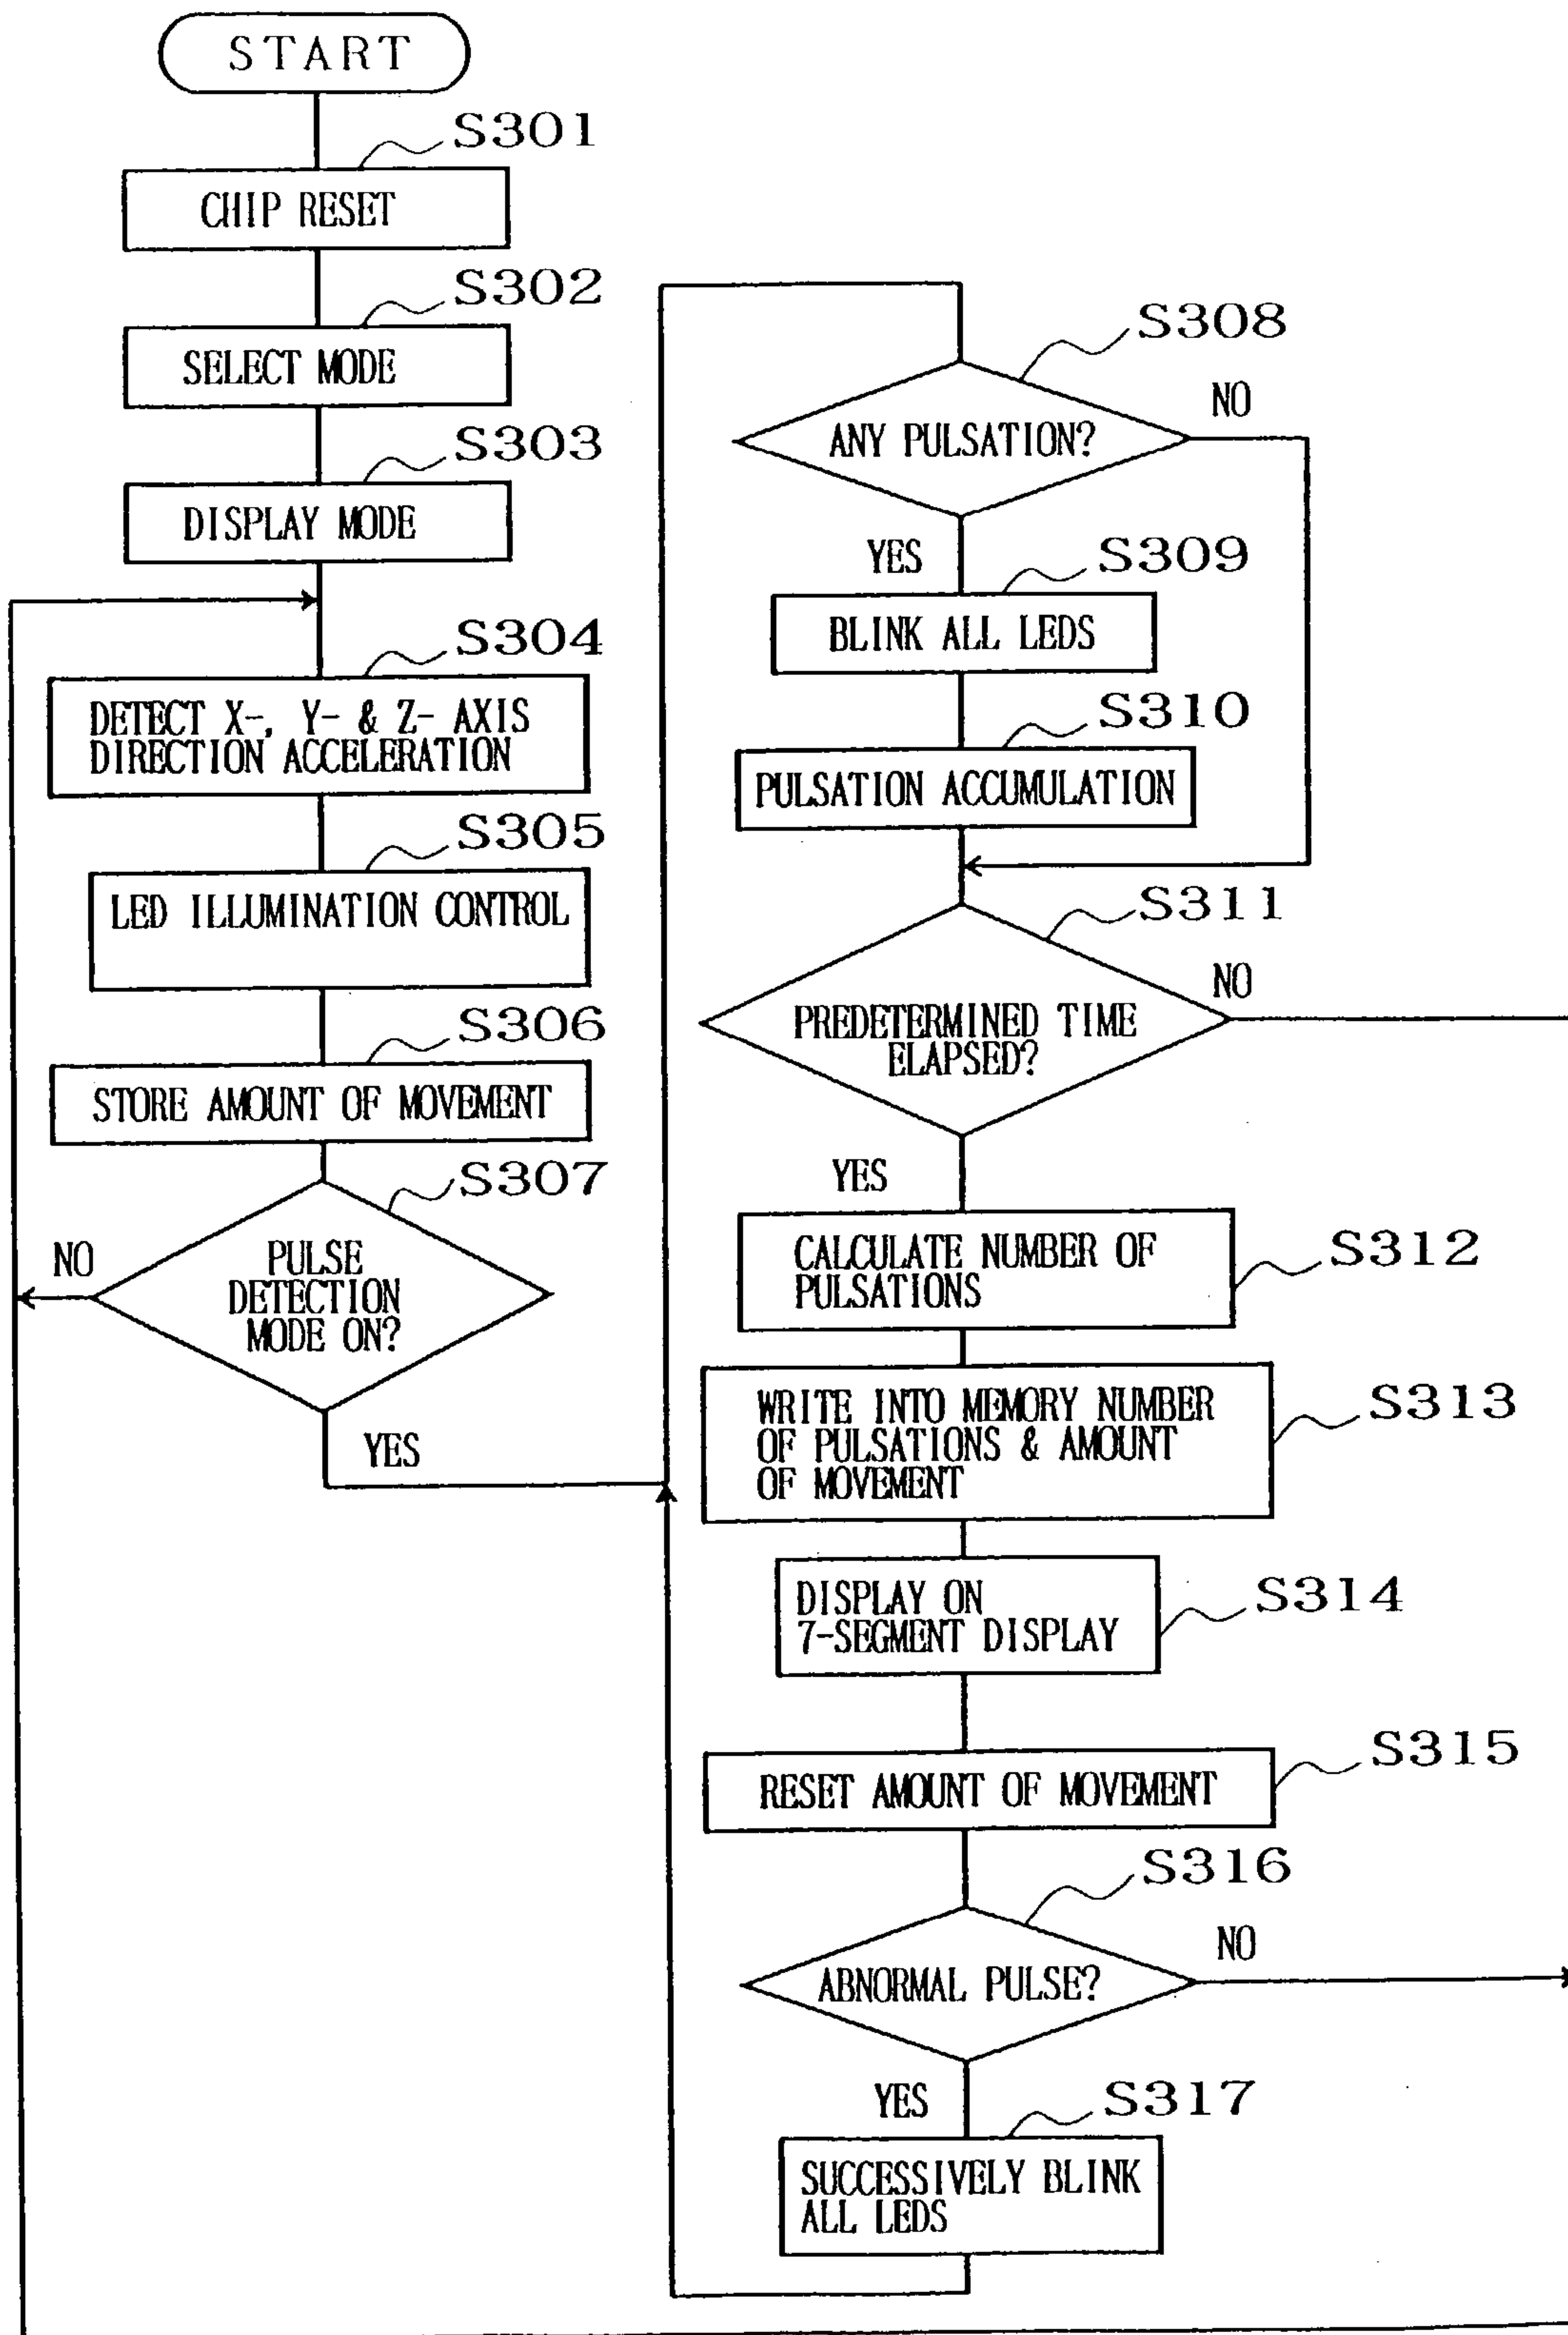 START
S301
CHIP RESET
S302
SELECT MODE
S303
DISPLAY MODE
S304
DETECT X-, Y- & Z- AXIS
DIRECTION ACCELERATION
S305
LED ILLUMINATION CONTROL
S306
STORE AMOUNT OF MOVEMENT
S307
NO
PULSE
DETECTION
MODE ON?
YES
S308
NO
ANY PULSATION?
YES
S309
BLINK ALL LEDS
S310
PULSATION ACCUMULATION
S311
NO
PREDETERMINED TIME
ELAPSED?
YES
S312
CALCULATE NUMBER OF
PULSATIONS
S313
WRITE INTO MEMORY NUMBER
OF PULSATIONS & AMOUNT
OF MOVEMENT
S314
DISPLAY ON
7-SEGMENT DISPLAY
S315
RESET AMOUNT OF MOVEMENT
S316
NO
ABNORMAL PULSE?
YES
S317
SUCCESSIVELY BLINK
ALL LEDS